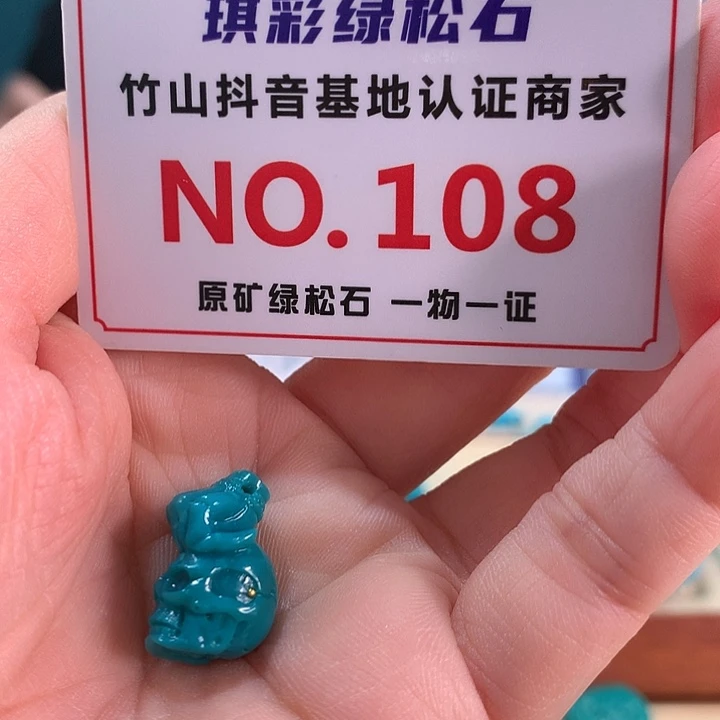 琪彩绿松石
竹山抖音基地认证商家
NO.108
原矿绿松石 一物一证